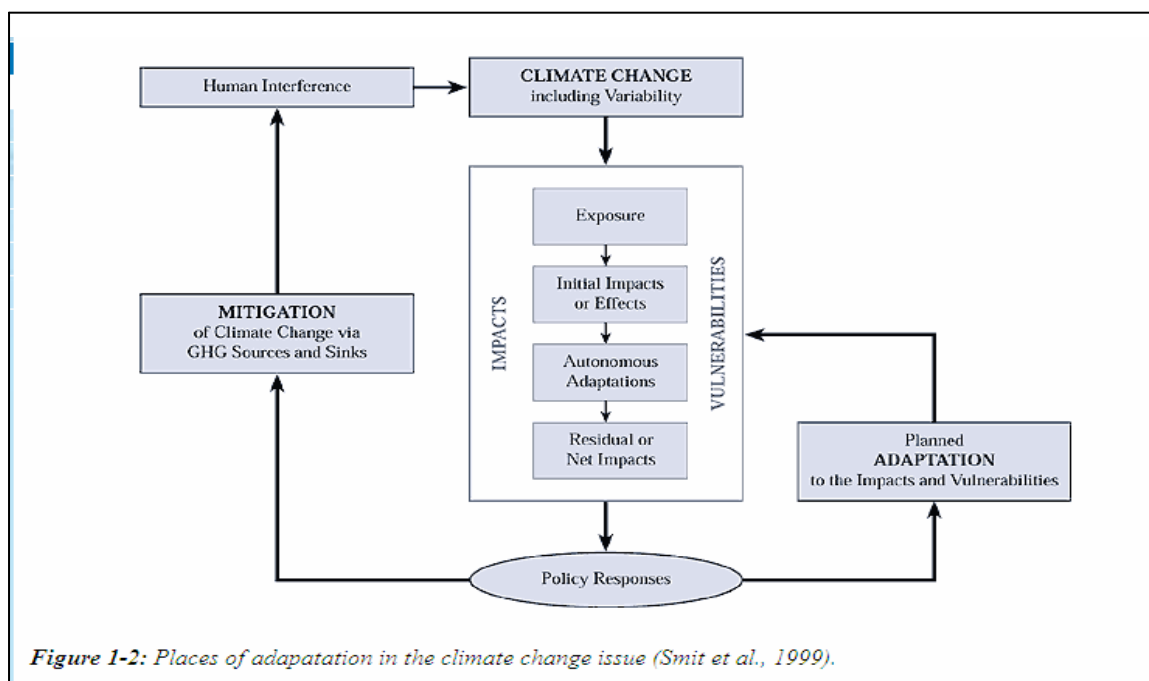 Human Interference
CLIMATE CHANGE
including Variability
Exposure
Initial Impacts
or Effects
Autonomous
Adaptations
Residual or
Net Impacts
IMPACTS
VULNERABILITIES
MITIGATION
of Climate Change via
GHG Sources and Sinks
Planned
ADAPTATION
to the Impacts and Vulnerabilities
Policy Responses
Figure 1-2: Places of adapatation in the climate change issue (Smit et al., 1999).